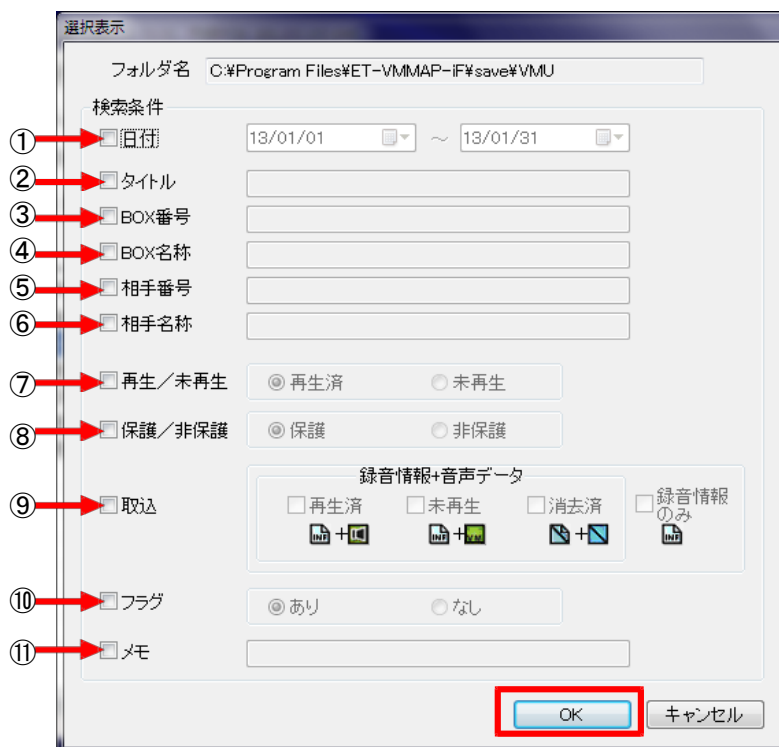 選択表示
フォルダ名 C:¥Program Files¥ET-VMMAP-iF¥save¥VMU
検索条件
① 日付 13/01/01 ～ 13/01/31
② タイトル
③ BOX番号
④ BOX名称
⑤ 相手番号
⑥ 相手名称
⑦ 再生／未再生 再生済 未再生
⑧ 保護／非保護 保護 非保護
録音情報+音声データ
⑨ 取込 再生済 未再生 消去済 録音情報
のみ
INF + INF + VM + INF
⑩ フラグ あり なし
⑪ メモ
OK キャンセル